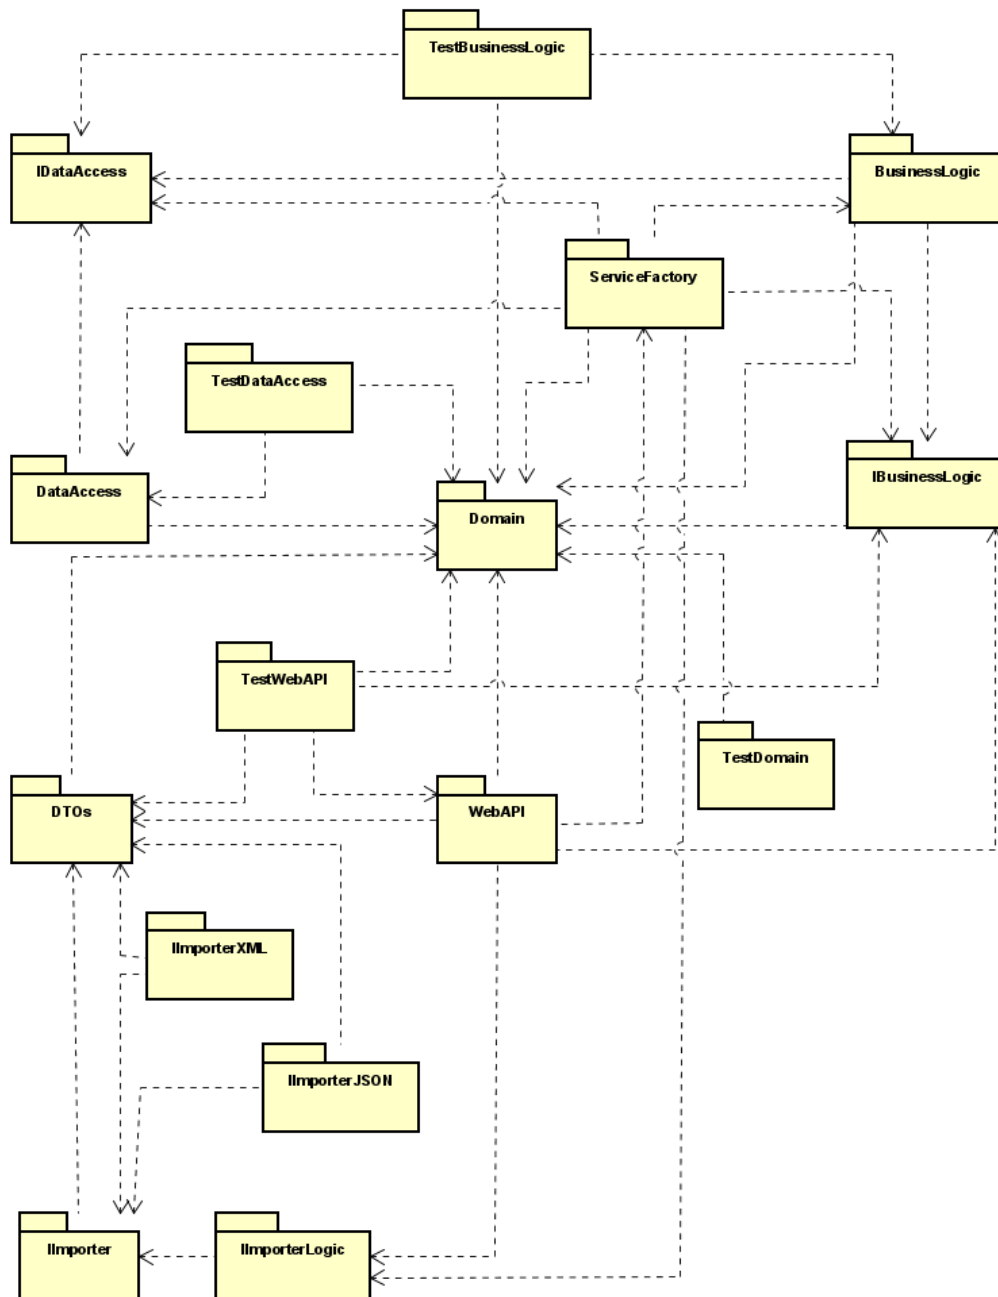 TestBusinessLogic
IDataAccess
BusinessLogic
ServiceFactory
TestDataAccess
DataAccess
IBusinessLogic
Domain
TestWebAPI
TestDomain
DTOs
WebAPI
IImporterXML
IImporterJSON
IImporter
IImporterLogic